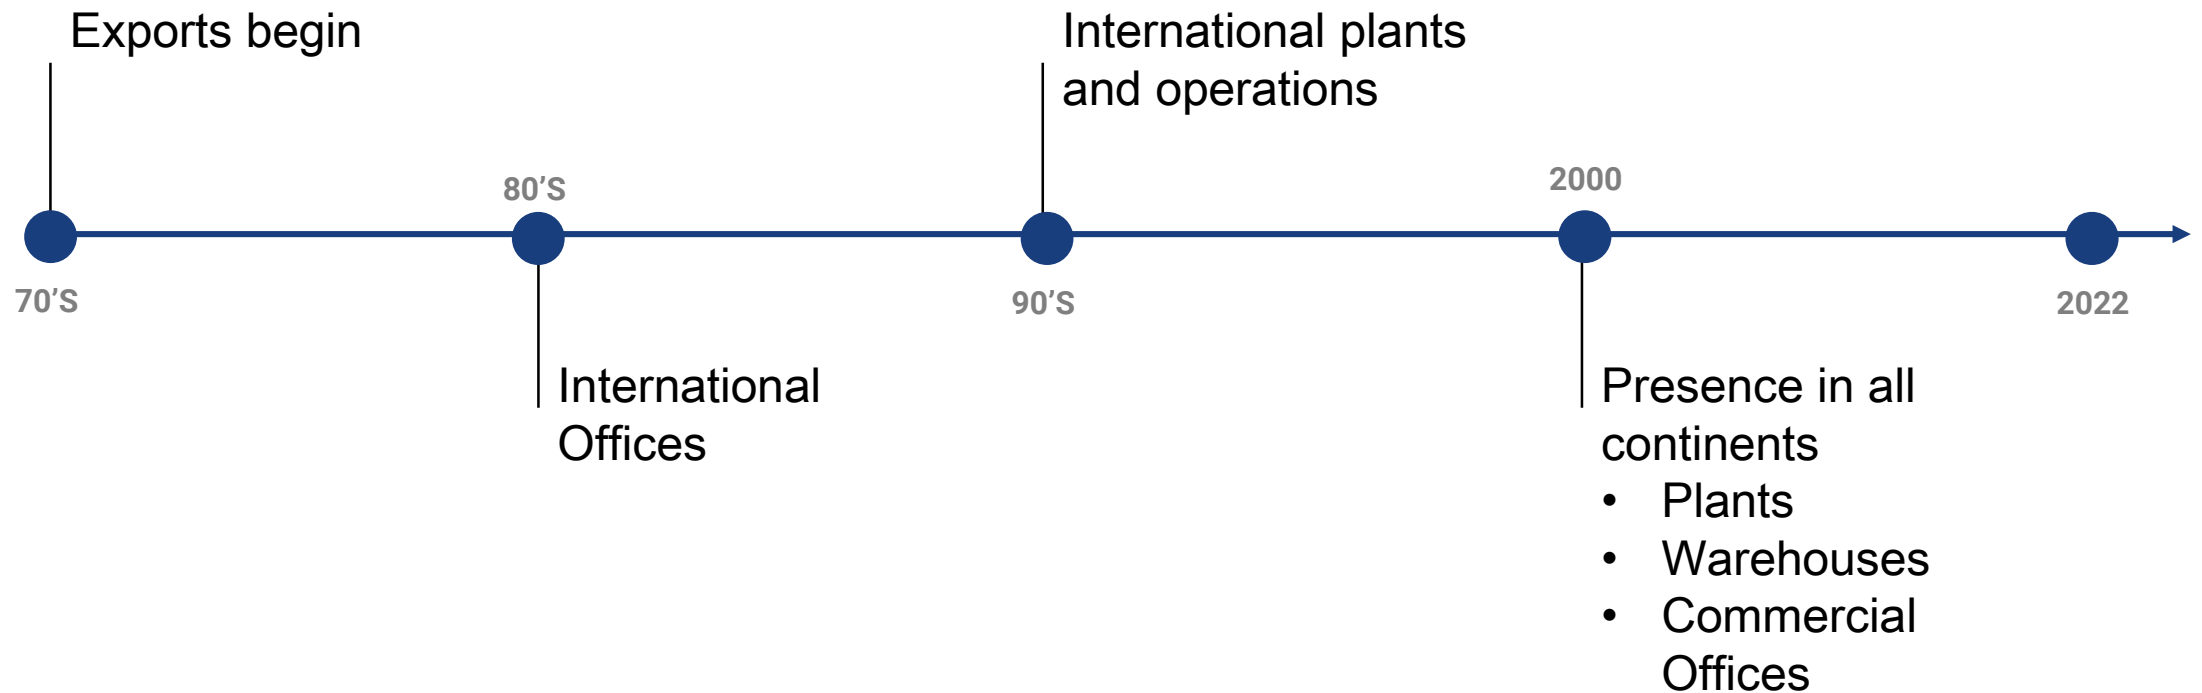 Exports begin
70’S
80’S
International
Offices
International plants
and operations
90’S
2000
Presence in all
continents
• Plants
• Warehouses
• Commercial
Offices
2022